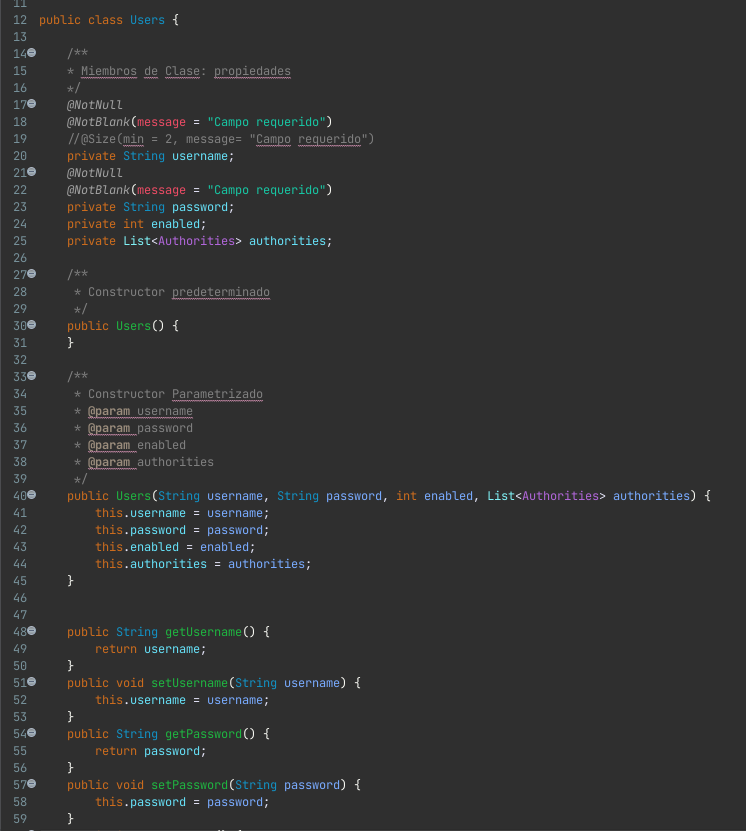 11
12 public class Users {
13
14 /**
15 * Miembros de Clase: propiedades
16 */
17 @NotNull
18 @NotBlank(message = "Campo requerido")
19 //@Size(min = 2, message= "Campo requerido")
20 private String username;
21 @NotNull
22 @NotBlank(message = "Campo requerido")
23 private String password;
24 private int enabled;
25 private List<Authorities> authorities;
26
27 /**
28 * Constructor predeterminado
29 */
30 public Users() {
31 }
32
33 /**
34 * Constructor Parametrizado
35 * @param username
36 * @param password
37 * @param enabled
38 * @param authorities
39 */
40 public Users(String username, String password, int enabled, List<Authorities> authorities) {
41 this.username = username;
42 this.password = password;
43 this.enabled = enabled;
44 this.authorities = authorities;
45 }
46
47
48 public String getUsername() {
49 return username;
50 }
51 public void setUsername(String username) {
52 this.username = username;
53 }
54 public String getPassword() {
55 return password;
56 }
57 public void setPassword(String password) {
58 this.password = password;
59 }